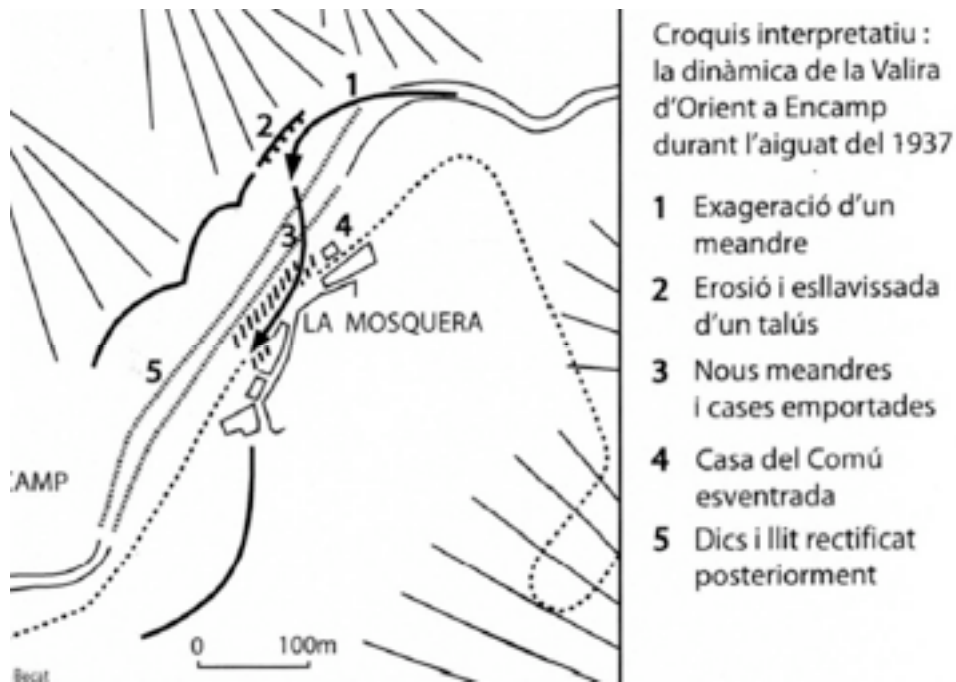 1
2
4
3
LA MOSQUERA
5
CAMP
0 100m
Becat
Croquis interpretatiu :
la dinàmica de la Valira
d'Orient a Encamp
durant l'aiguat del 1937
1 Exageració d'un
meandre
2 Erosió i esllavissada
d'un talús
3 Nous meandres
i cases emportades
4 Casa del Comú
esventrada
5 Dics i llit rectificat
posteriorment